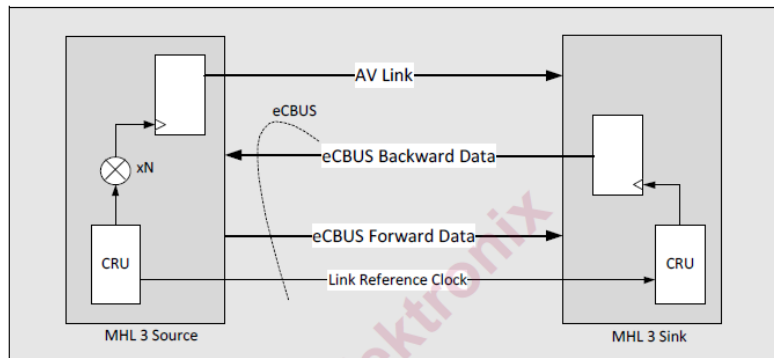 AV Link
eCBUS
xN
eCBUS Backward Data
eCBUS Forward Data
CRU
Link Reference Clock
CRU
MHL 3 Source
MHL 3 Sink
ektronix